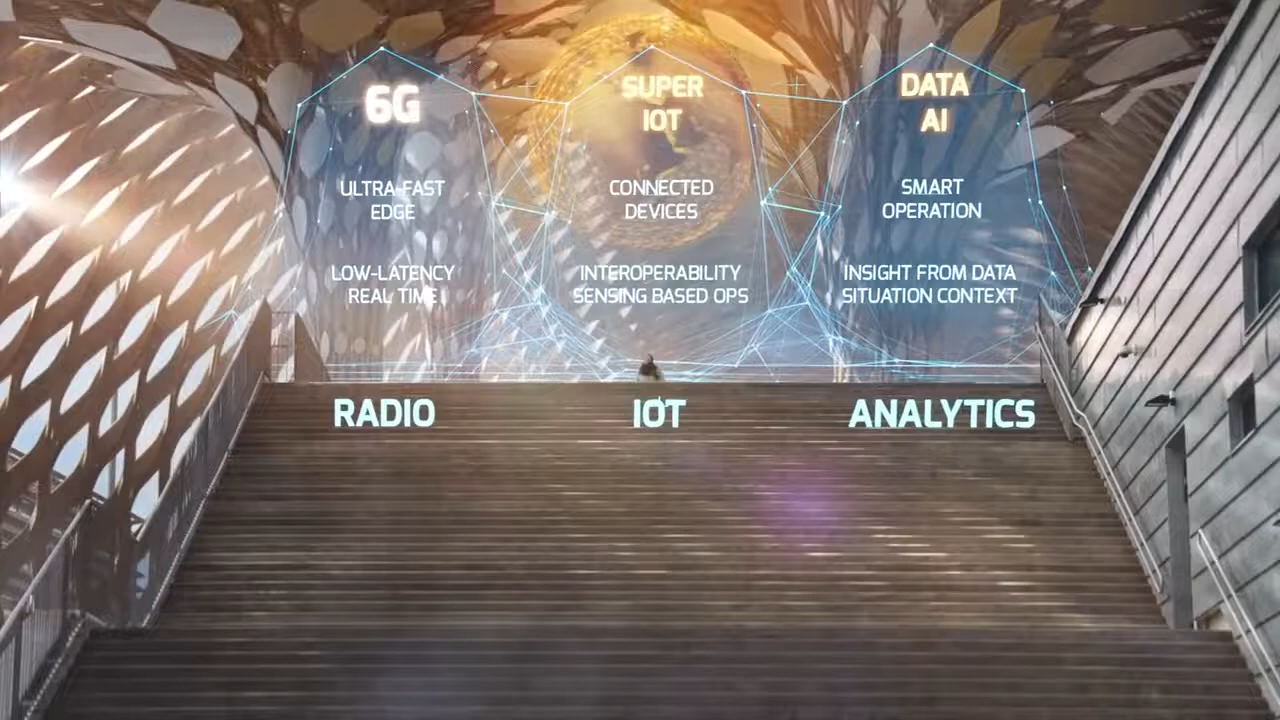 6G
ULTRA-FAST
EDGE
LOW-LATENCY
REAL TIME
SUPER
IOT
CONNECTED
DEVICES
INTEROPERABILITY
SENSING BASED OPS
DATA
AI
SMART
OPERATION
INSIGHT FROM DATA
SITUATION CONTEXT
RADIO
IOT
ANALYTICS